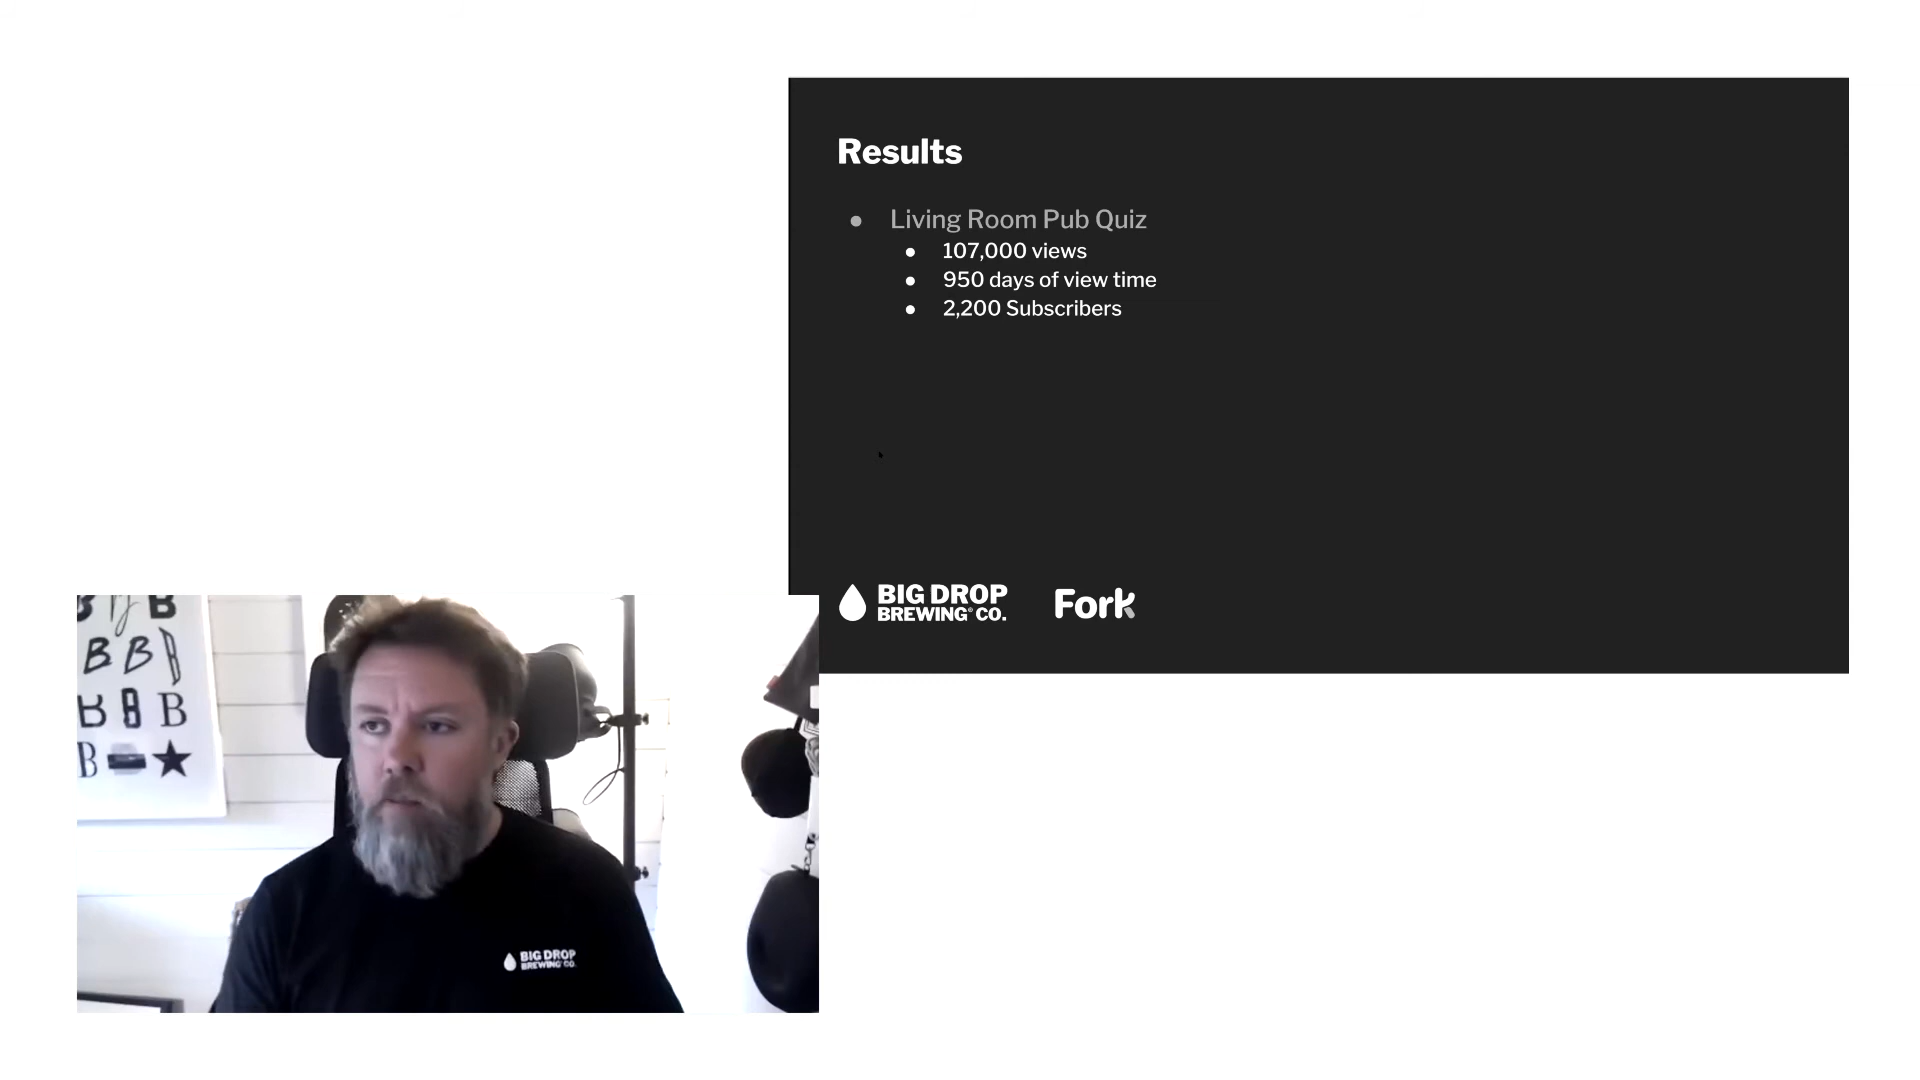 Results
Living Room Pub Quiz
107,000 views
950 days of view time
2,200 Subscribers
BIG DROP
BREWING® CO.
Fork
B B
B B
B B
B
BIG DROP
BREWING CO.